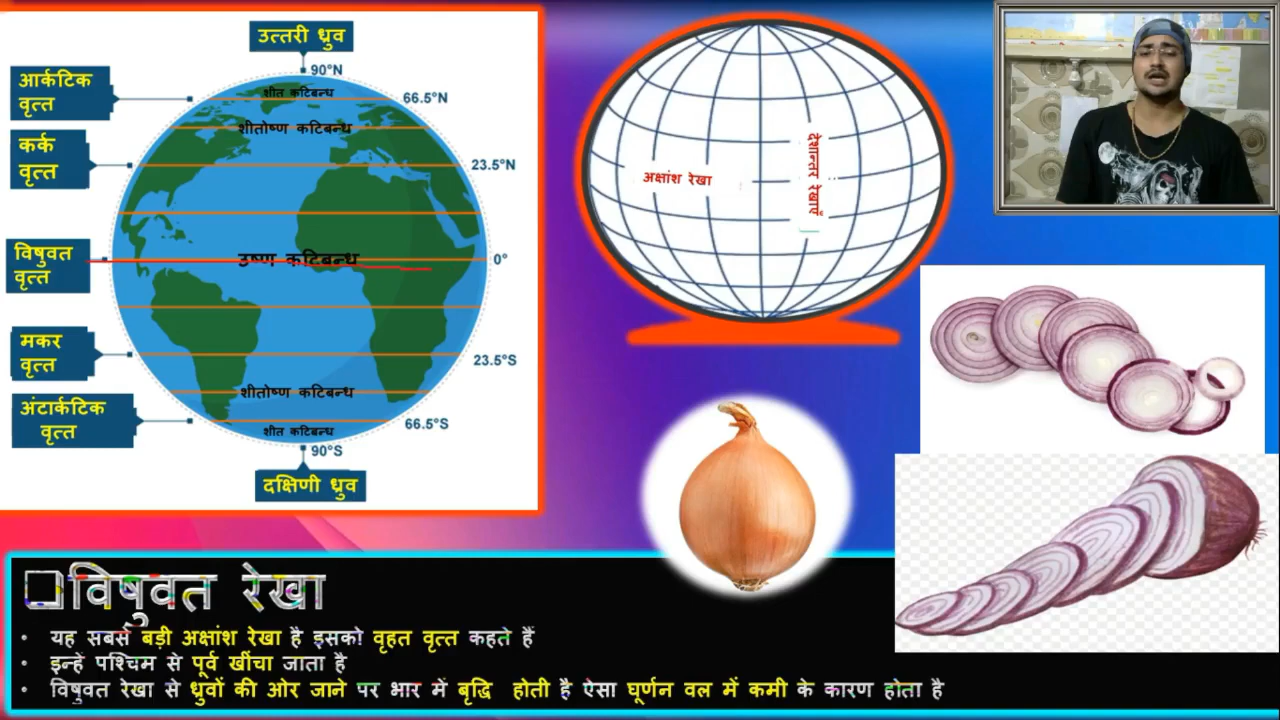 उत्तरी ध्रुव
90°N
आर्कटिक
वृत्त
शीत कटिबन्ध
66.5°N
शीतोष्ण कटिबन्ध
कर्क
वृत्त
23.5°N
विषुवत
वृत्त
उष्ण कटिबन्ध
0°
मकर
वृत्त
23.5°S
शीतोष्ण कटिबन्ध
अंटार्कटिक
वृत्त
66.5°S
शीत कटिबन्ध
90°S
दक्षिणी ध्रुव
अक्षांश रेखा
देशान्तर रेखाएँ
विषुवत रेखा
• यह सबसे बड़ी अक्षांश रेखा है इसको वृहत वृत्त कहते हैं
• इन्हें पश्चिम से पूर्व खींचा जाता है
• विषुवत रेखा से ध्रुवों की ओर जाने पर भार में बृद्धि होती है ऐसा घूर्णन वल में कमी के कारण होता है